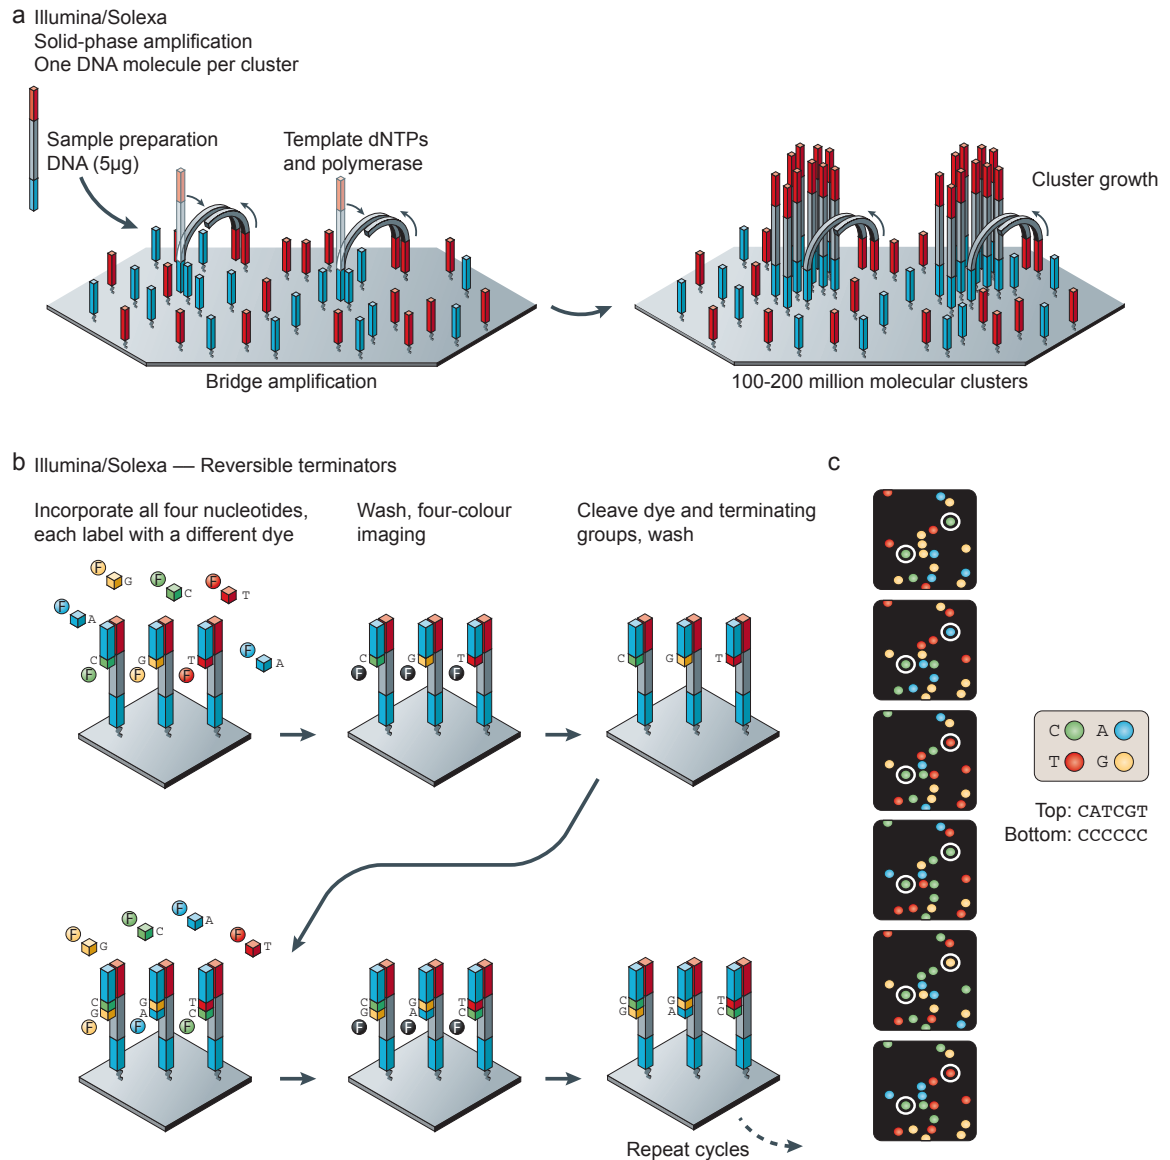 a Illumina/Solexa
Solid-phase amplification
One DNA molecule per cluster
Sample preparation
DNA (5µg)
Template dNTPs
and polymerase
Cluster growth
Bridge amplification
100-200 million molecular clusters
b Illumina/Solexa — Reversible terminators
c
Incorporate all four nucleotides,
each label with a different dye
Wash, four-colour
imaging
Cleave dye and terminating
groups, wash
F G F C F T
F A
F A
C G T
F F F
C G T
F F F
C G T
C A
T G
Top: CATCGT
Bottom: CCCCCC
F G F C F A F T
C G T
G A C
F F F
C G T
G A C
F F F
C G T
G A C
Repeat cycles